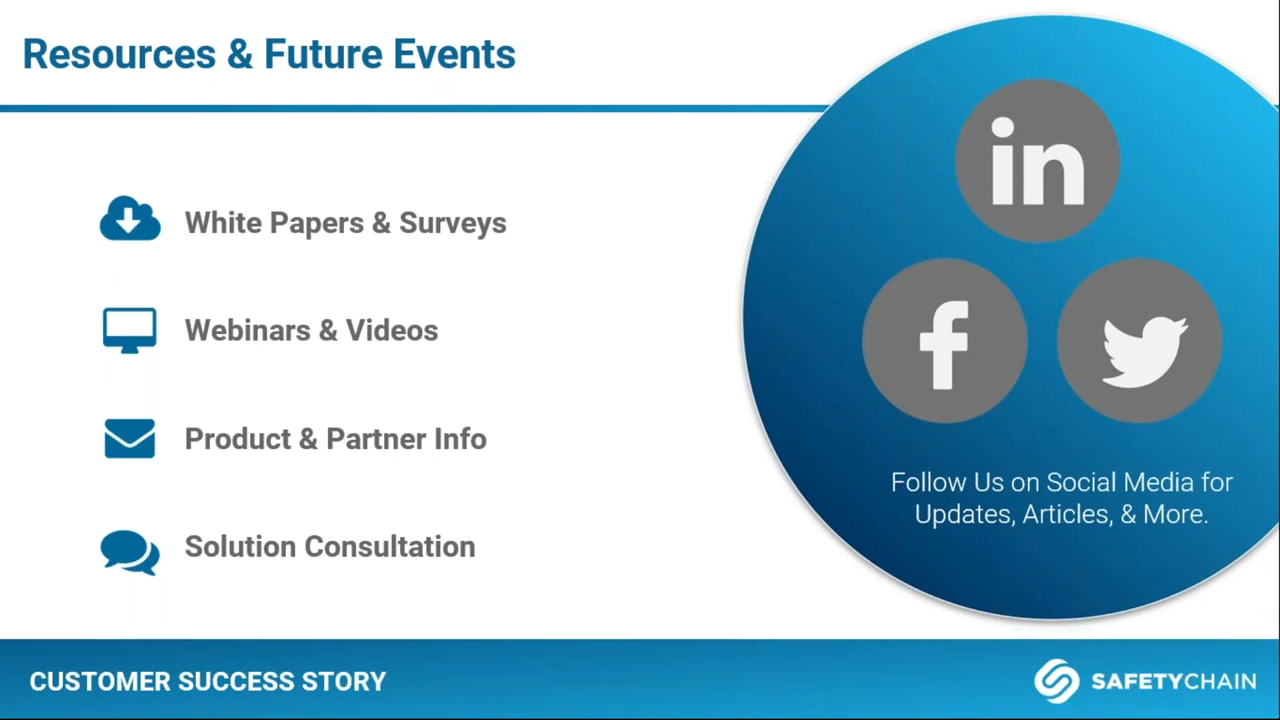 Resources & Future Events
White Papers & Surveys
Webinars & Videos
Product & Partner Info
Solution Consultation
in
f
Follow Us on Social Media for
Updates, Articles, & More.
CUSTOMER SUCCESS STORY
SAFETYCHAIN